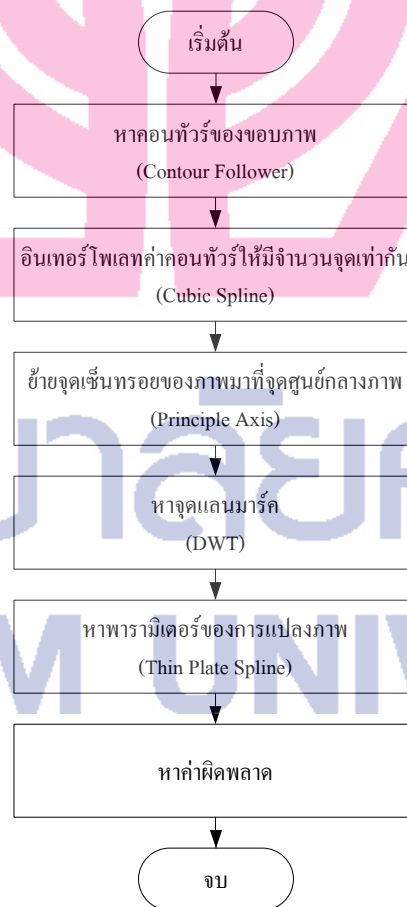 เริ่มต้น
หาคอนทัวร์ของขอบภาพ
(Contour Follower)
อินเทอร์โพเลทค่าคอนทัวร์ให้มีจำนวนจุดเท่ากัน
(Cubic Spline)
ย้ายจุดเซ็นทรอยของภาพมาที่จุดศูนย์กลางภาพ
(Principle Axis)
หาจุดแลนมาร์ค
(DWT)
หาพารามิเตอร์ของการแปลงภาพ
(Thin Plate Spline)
หาค่าผิดพลาด
จบ